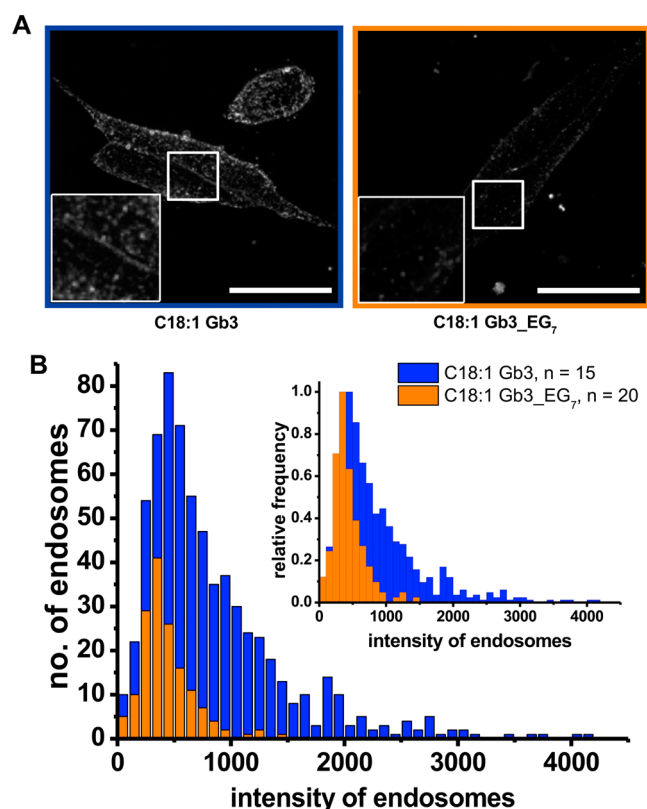 A
C18:1 Gb3
C18:1 Gb3_EG7
B
C18:1 Gb3, n = 15
C18:1 Gb3_EG7, n = 20
no. of endosomes
80
70
60
50
40
30
20
10
0
0 1000 2000 3000 4000
intensity of endosomes
relative frequency
1.0
0.8
0.6
0.4
0.2
0.0
0 1000 2000 3000 4000
intensity of endosomes